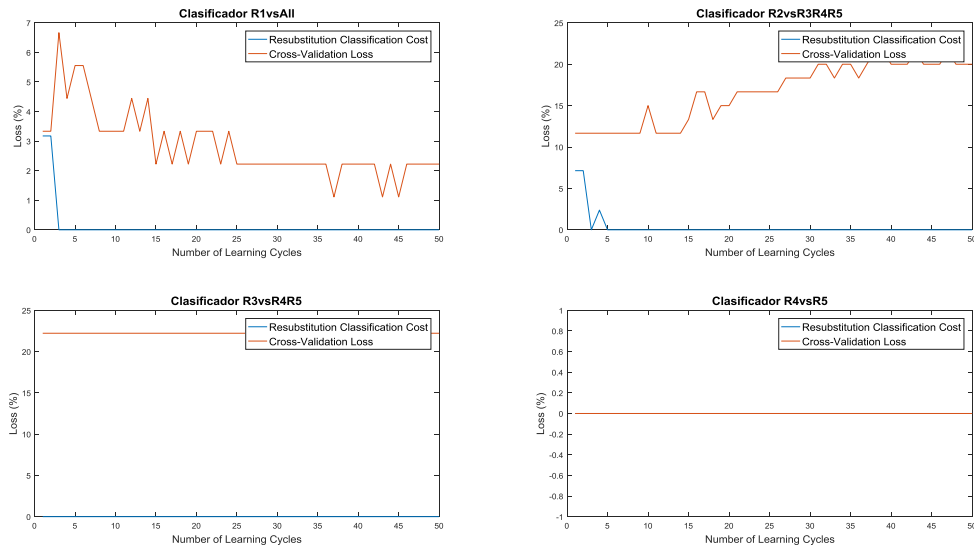 Clasificador R1vsAll
7
6
5
4
3
2
1
0
Loss (%)
Resubstitution Classification Cost
Cross-Validation Loss
0 5 10 15 20 25 30 35 40 45 50
Number of Learning Cycles
Clasificador R2vsR3R4R5
25
20
15
10
5
0
Loss (%)
Resubstitution Classification Cost
Cross-Validation Loss
0 5 10 15 20 25 30 35 40 45 50
Number of Learning Cycles
Clasificador R3vsR4R5
25
20
15
10
5
0
Loss (%)
Resubstitution Classification Cost
Cross-Validation Loss
0 5 10 15 20 25 30 35 40 45 50
Number of Learning Cycles
Clasificador R4vsR5
1
0.8
0.6
0.4
0.2
0
-0.2
-0.4
-0.6
-0.8
-1
Loss (%)
Resubstitution Classification Cost
Cross-Validation Loss
0 5 10 15 20 25 30 35 40 45 50
Number of Learning Cycles